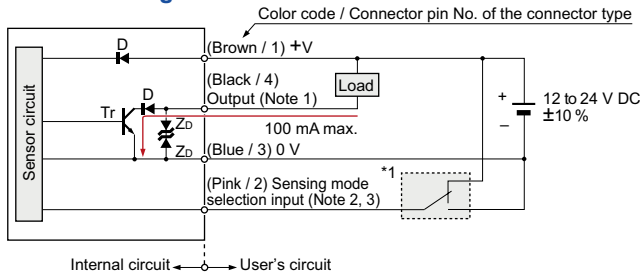 Color code / Connector pin No. of the connector type
D
(Brown / 1) +V
(Black / 4)
Output (Note 1)
Load
D
Tr
ZD
100 mA max.
+
–
12 to 24 V DC
±10 %
ZD
(Blue / 3) 0 V
Sensor circuit
*1
(Pink / 2) Sensing mode
selection input (Note 2, 3)
Internal circuit
User's circuit